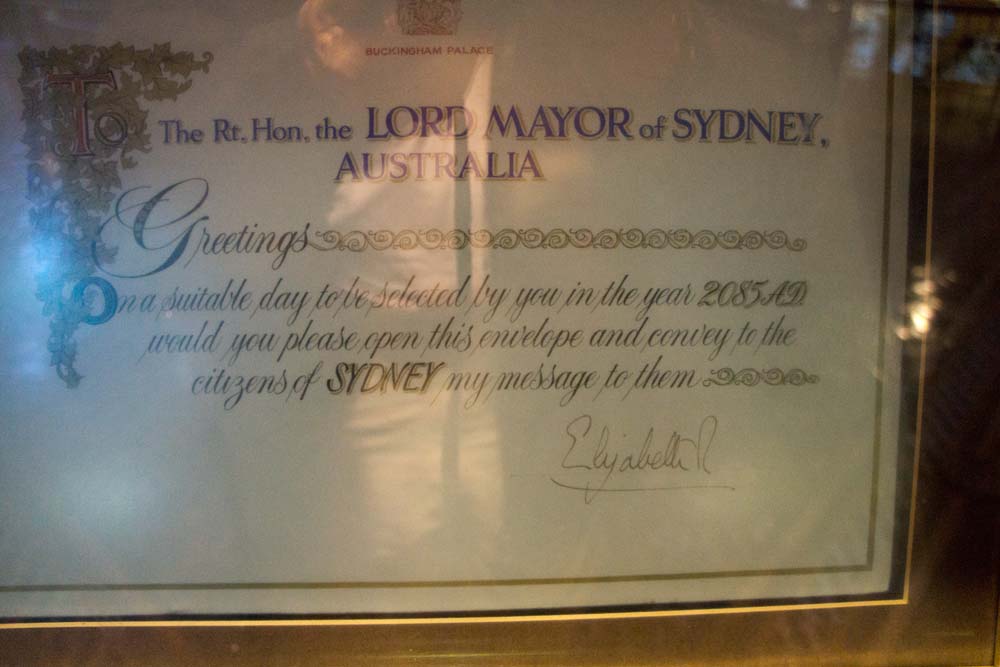 BUCKINGHAM PALACE
To The Rt. Hon. the LORD MAYOR of SYDNEY,
AUSTRALIA
Greetings
On a suitable day to be selected by you in the year 2085 A.D.
would you please open this envelope and convey to the
citizens of SYDNEY my message to them
Elizabeth R